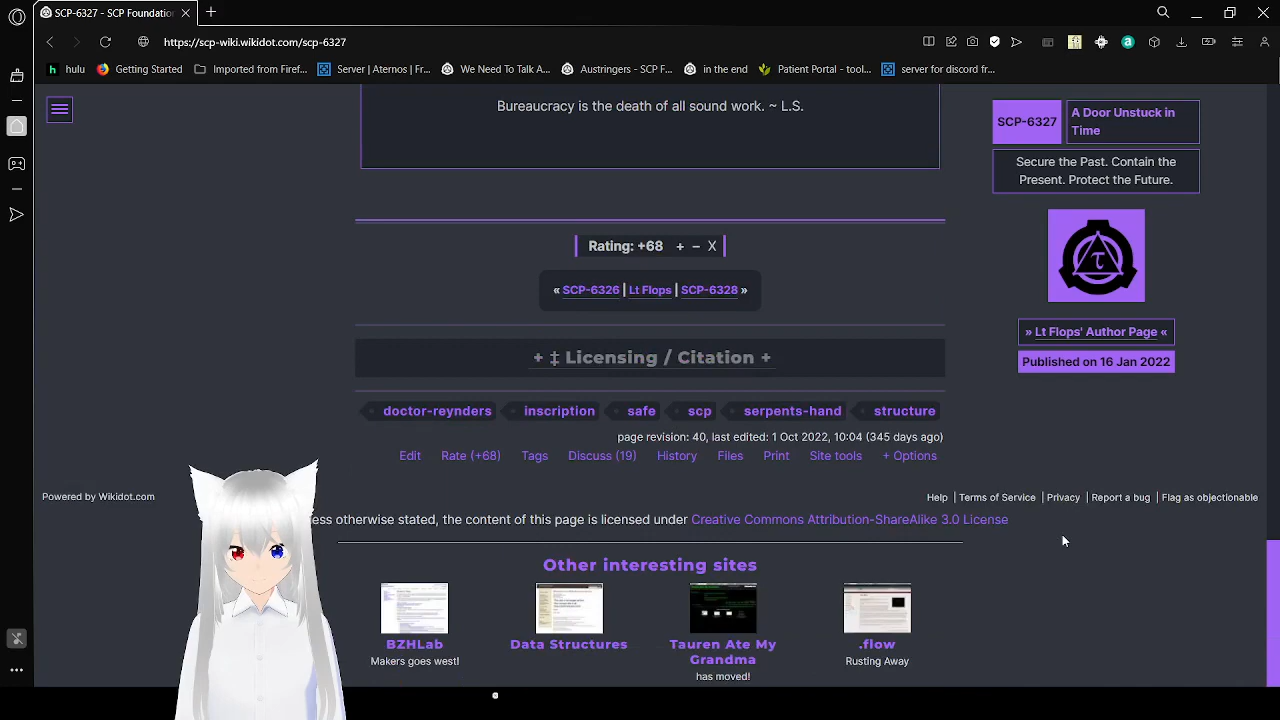 SCP-6327 - SCP Foundation
https://scp-wiki.wikidot.com/scp-6327
hulu
Getting Started
Imported from Firef...
Server | Aternos | Fr...
We Need To Talk A...
Austringers - SCP F...
in the end
Patient Portal - tool...
server for discord fr...
Bureaucracy is the death of all sound work. ~ L.S.
SCP-6327
A Door Unstuck in
Time
Secure the Past. Contain the
Present. Protect the Future.
τ
» Lt Flops' Author Page «
Published on 16 Jan 2022
Rating: +68 + − X
« SCP-6326 | Lt Flops | SCP-6328 »
+ ‡ Licensing / Citation +
doctor-reynders inscription safe scp serpents-hand structure
page revision: 40, last edited: 1 Oct 2022, 10:04 (345 days ago)
Edit Rate (+68) Tags Discuss (19) History Files Print Site tools + Options
Powered by Wikidot.com
Help | Terms of Service | Privacy | Report a bug | Flag as objectionable
ess otherwise stated, the content of this page is licensed under Creative Commons Attribution-ShareAlike 3.0 License
Other interesting sites
BZHLab
Makers goes west!
Data Structures
Tauren Ate My
Grandma
has moved!
.flow
Rusting Away